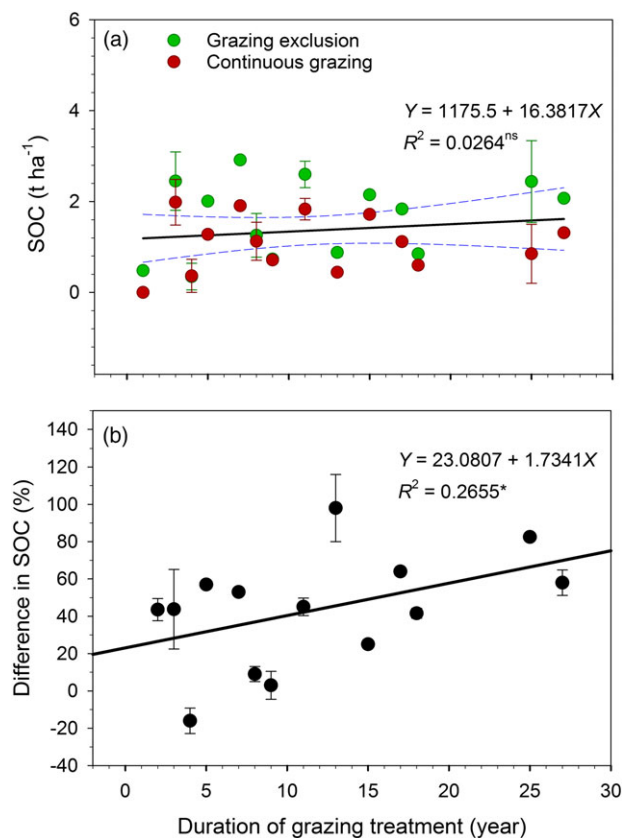 (a)
Grazing exclusion
Continuous grazing
Y = 1175.5 + 16.3817X
R² = 0.0264ⁿˢ
SOC (t ha⁻¹)
6
4
2
0
(b)
Y = 23.0807 + 1.7341X
R² = 0.2655*
Difference in SOC (%)
140
120
100
80
60
40
20
0
-20
-40
0 5 10 15 20 25 30
Duration of grazing treatment (year)